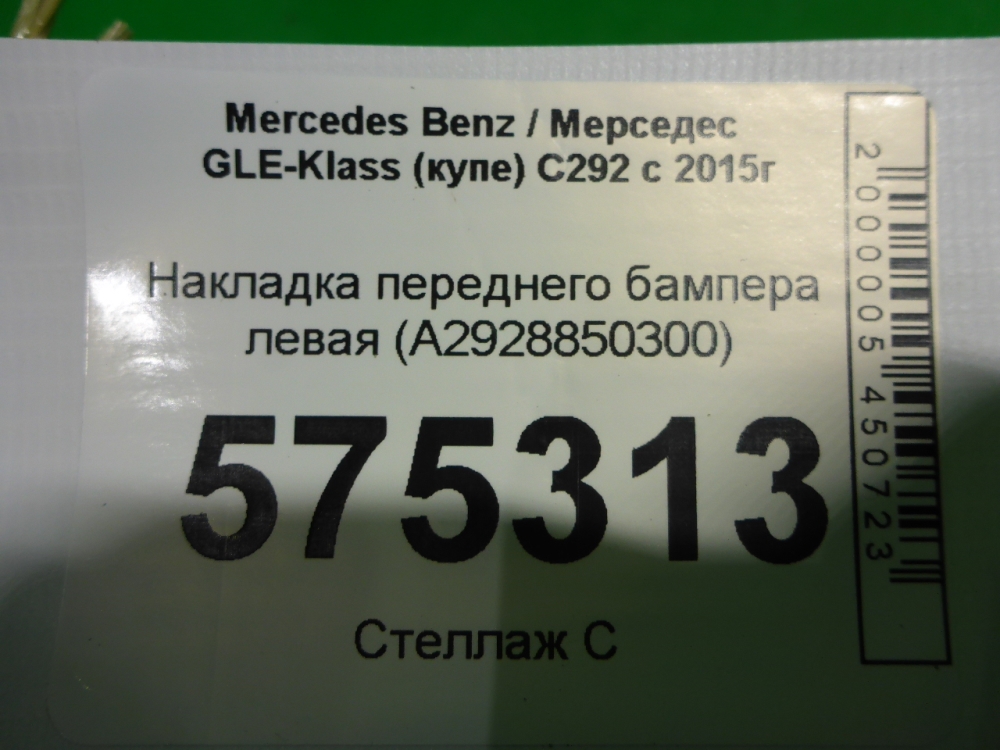 Mercedes Benz / Мерседес
GLE-Klass (купе) C292 с 2015г
Накладка переднего бампера
левая (A2928850300)
575313
Стеллаж С
2000005450723